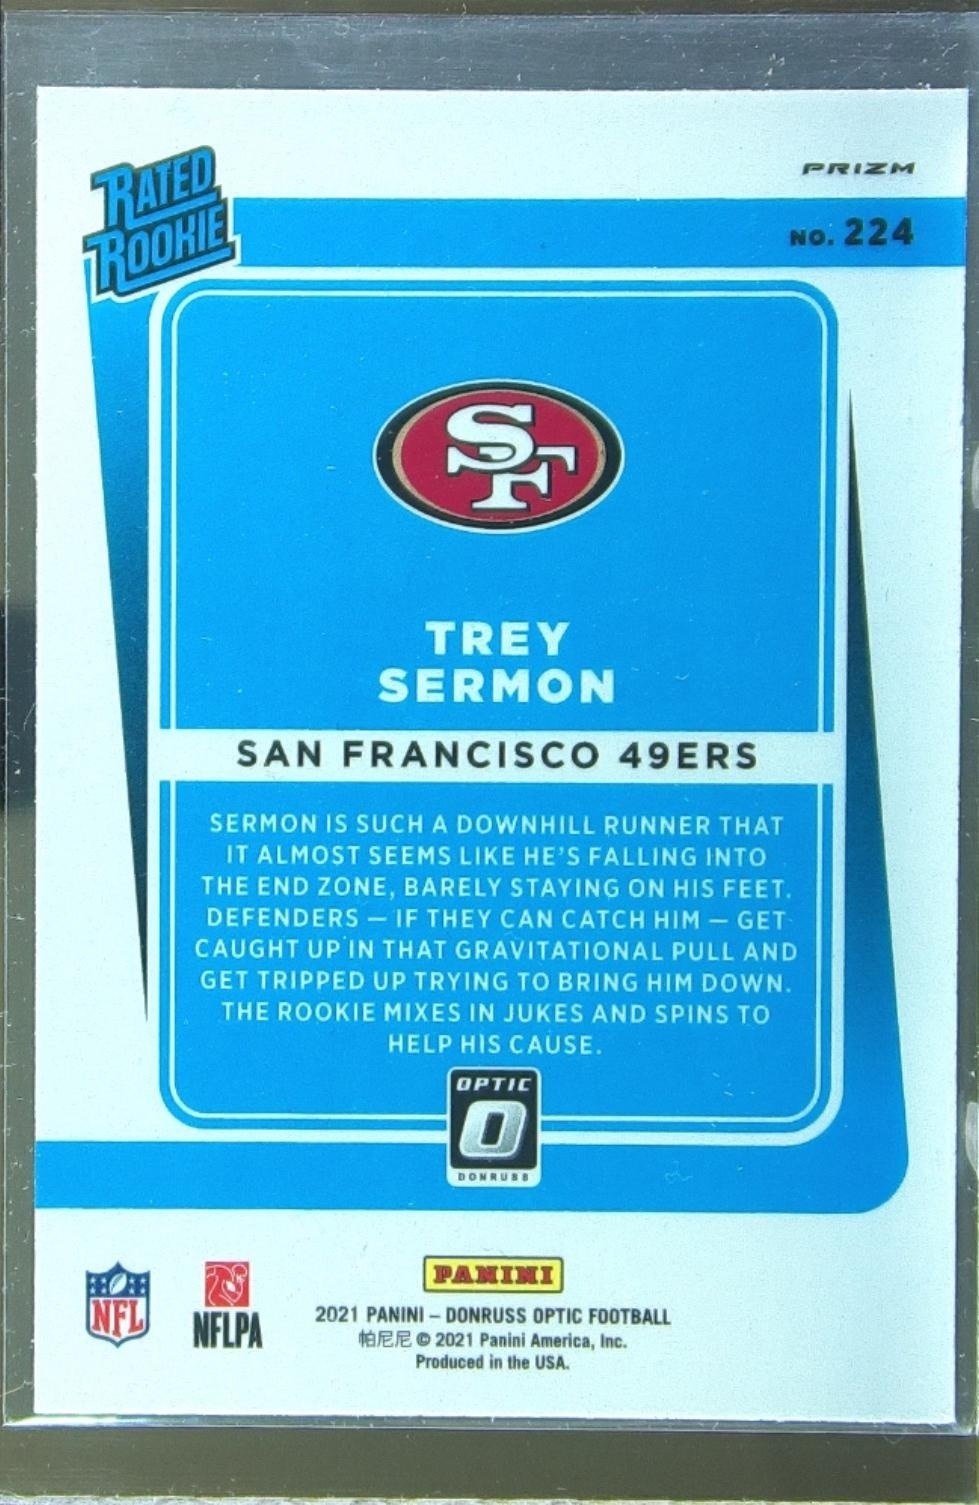 RATED
ROOKIE
PRIZM
NO. 224
SF
TREY
SERMON
SAN FRANCISCO 49ERS
SERMON IS SUCH A DOWNHILL RUNNER THAT
IT ALMOST SEEMS LIKE HE'S FALLING INTO
THE END ZONE, BARELY STAYING ON HIS FEET.
DEFENDERS — IF THEY CAN CATCH HIM — GET
CAUGHT UP IN THAT GRAVITATIONAL PULL AND
GET TRIPPED UP TRYING TO BRING HIM DOWN.
THE ROOKIE MIXES IN JUKES AND SPINS TO
HELP HIS CAUSE.
OPTIC
O
DONRUSS
NFL
NFLPA
PANINI
2021 PANINI – DONRUSS OPTIC FOOTBALL
帕尼尼 © 2021 Panini America, Inc.
Produced in the USA.